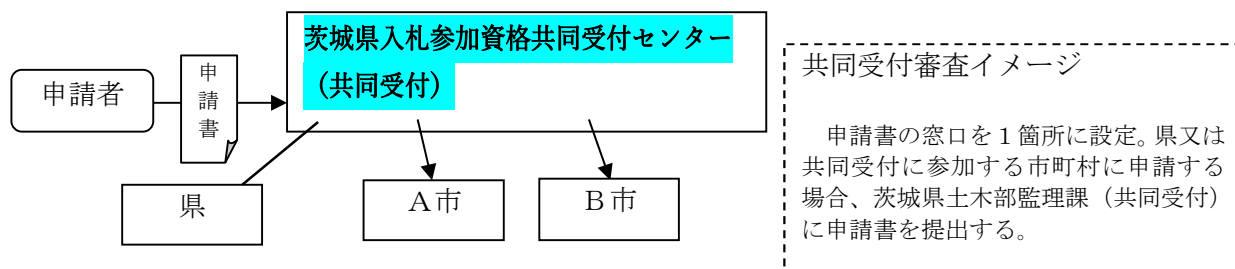 茨城県入札参加資格共同受付センター
（共同受付）
申請者
申
請
書
県
Ａ市
Ｂ市
共同受付審査イメージ
申請書の窓口を１箇所に設定。県又は
共同受付に参加する市町村に申請する
場合、茨城県土木部監理課（共同受付）
に申請書を提出する。